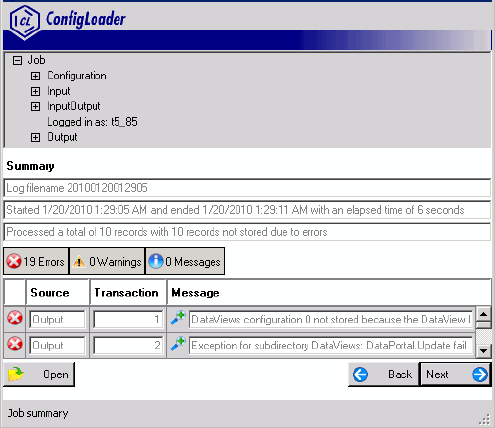 CL ConfigLoader
Job
Configuration
Input
InputOutput
Logged in as: t5_85
Output
Summary
Log filename 20100120012905
Started 1/20/2010 1:29:05 AM and ended 1/20/2010 1:29:11 AM with an elapsed time of 6 seconds
Processed a total of 10 records with 10 records not stored due to errors
19 Errors 0 Warnings 0 Messages
Source Transaction Message
Output 1 DataViews configuration 0 not stored because the DataView
Output 2 Exception for subdirectory DataViews: DataPortal.Update fail
Open Back Next
Job summary